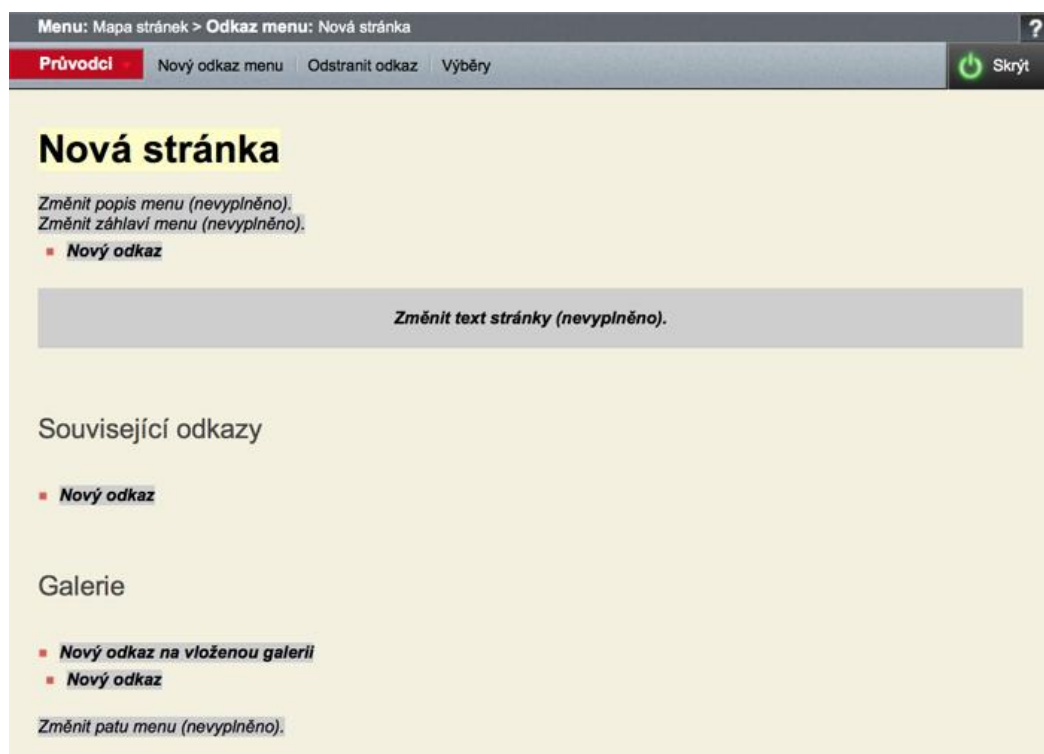 Menu: Mapa stránek > Odkaz menu: Nová stránka ?
Průvodci Nový odkaz menu Odstranit odkaz Výběry Skrýt
Nová stránka
Změnit popis menu (nevyplněno).
Změnit záhlaví menu (nevyplněno).
Nový odkaz
Změnit text stránky (nevyplněno).
Související odkazy
Nový odkaz
Galerie
Nový odkaz na vloženou galerii
Nový odkaz
Změnit patu menu (nevyplněno).